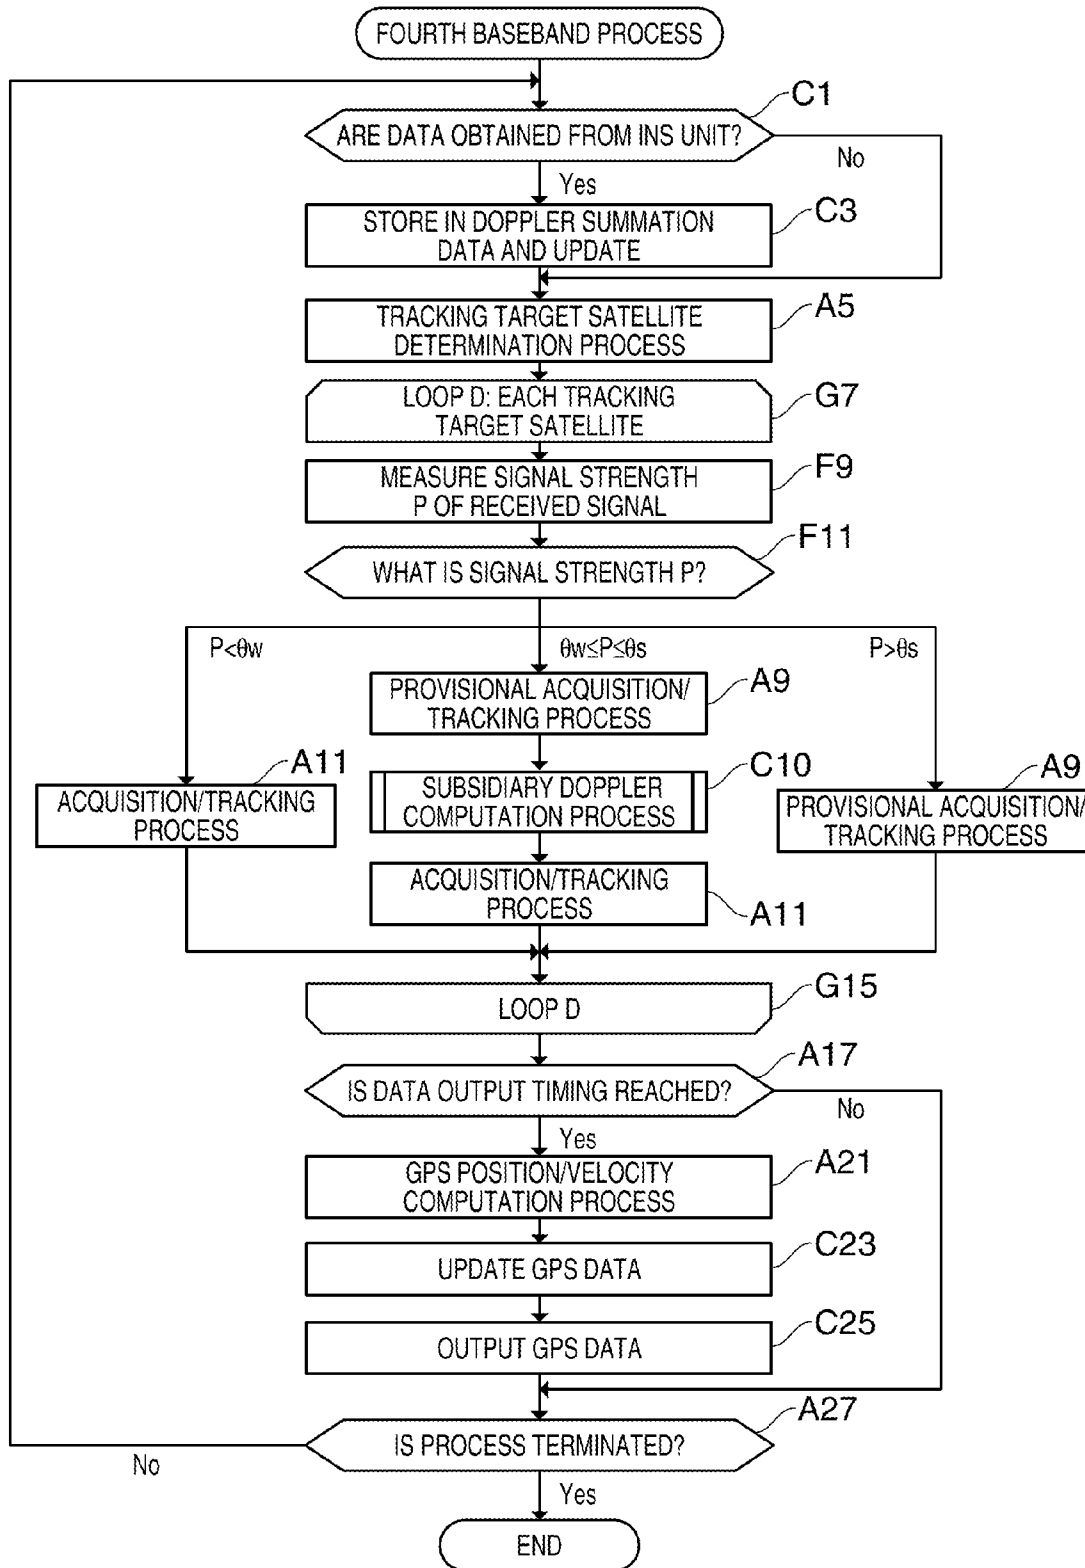 FOURTH BASEBAND PROCESS
C1
ARE DATA OBTAINED FROM INS UNIT?
No
Yes
C3
STORE IN DOPPLER SUMMATION
DATA AND UPDATE
A5
TRACKING TARGET SATELLITE
DETERMINATION PROCESS
G7
LOOP D: EACH TRACKING
TARGET SATELLITE
F9
MEASURE SIGNAL STRENGTH
P OF RECEIVED SIGNAL
F11
WHAT IS SIGNAL STRENGTH P?
P<θw
θw≤P≤θs
P>θs
A9
PROVISIONAL ACQUISITION/
TRACKING PROCESS
A11
ACQUISITION/TRACKING
PROCESS
C10
SUBSIDIARY DOPPLER
COMPUTATION PROCESS
A9
PROVISIONAL ACQUISITION/
TRACKING PROCESS
ACQUISITION/TRACKING
PROCESS
A11
G15
LOOP D
A17
IS DATA OUTPUT TIMING REACHED?
No
Yes
A21
GPS POSITION/VELOCITY
COMPUTATION PROCESS
C23
UPDATE GPS DATA
C25
OUTPUT GPS DATA
A27
IS PROCESS TERMINATED?
No
Yes
END